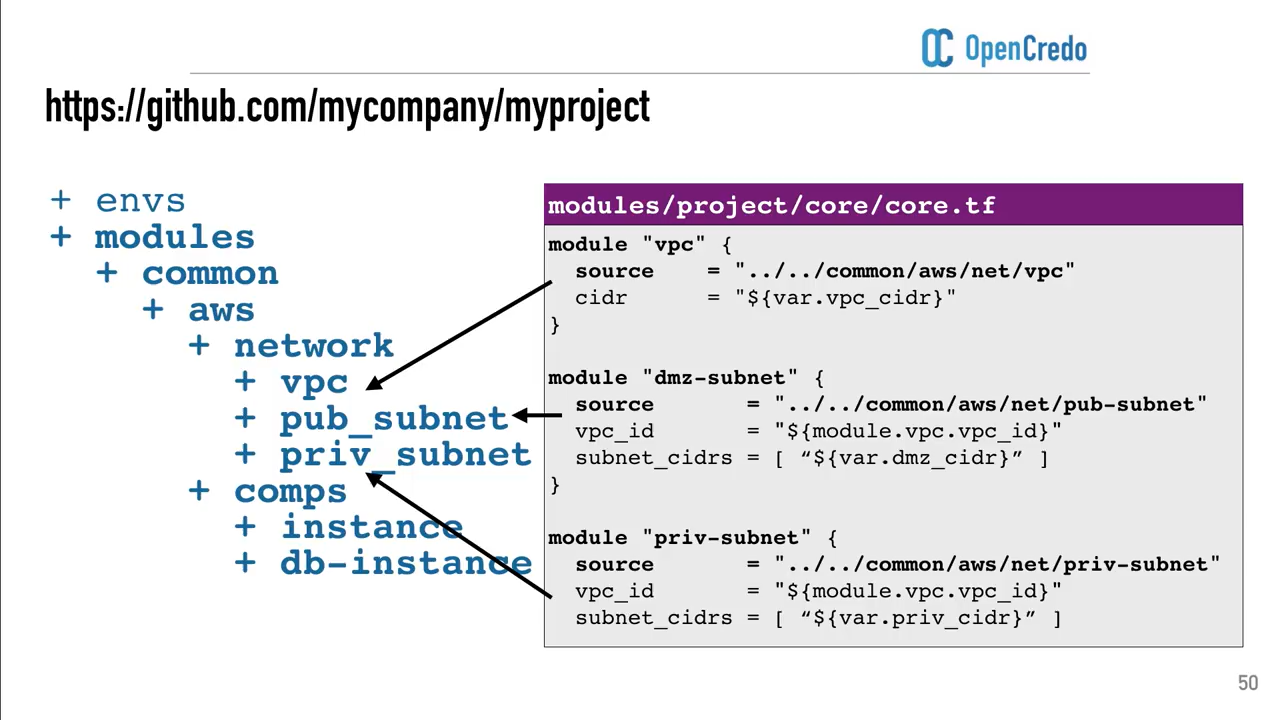 OpenCredo
https://github.com/mycompany/myproject
+ envs
+ modules
+ common
+ aws
+ network
+ vpc
+ pub_subnet
+ priv_subnet
+ comps
+ instance
+ db-instance
modules/project/core/core.tf
module "vpc" {
source = "../../common/aws/net/vpc"
cidr = "${var.vpc_cidr}"
}
module "dmz-subnet" {
source = "../../common/aws/net/pub-subnet"
vpc_id = "${module.vpc.vpc_id}"
subnet_cidrs = [ “${var.dmz_cidr}” ]
}
module "priv-subnet" {
source = "../../common/aws/net/priv-subnet"
vpc_id = "${module.vpc.vpc_id}"
subnet_cidrs = [ “${var.priv_cidr}” ]
50